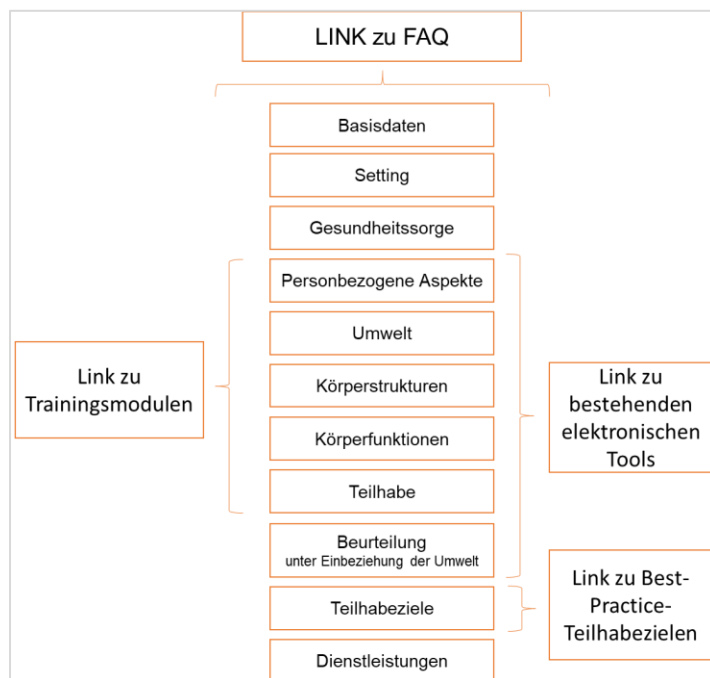 LINK zu FAQ
Basisdaten
Setting
Gesundheitssorge
Personbezogene Aspekte
Umwelt
Link zu
Trainingsmodulen
Körperstrukturen
Körperfunktionen
Link zu
bestehenden
elektronischen
Tools
Teilhabe
Beurteilung
unter Einbeziehung der Umwelt
Teilhabeziele
Link zu Best-
Practice-
Teilhabezielen
Dienstleistungen